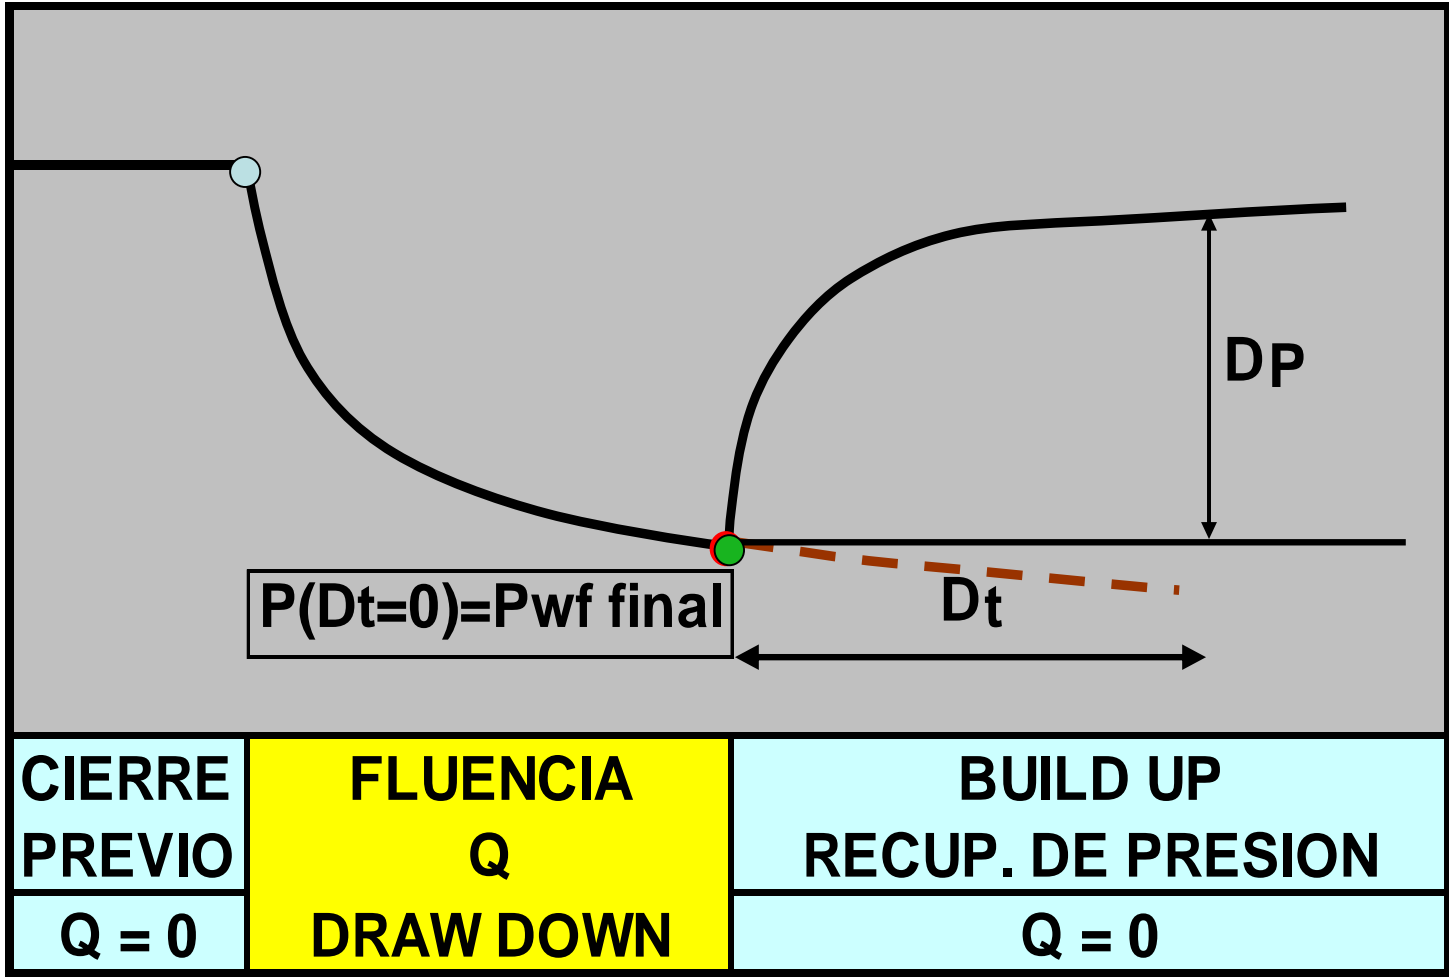 DP
P(Dt=0)=Pwf final
Dt
CIERRE
PREVIO
Q = 0
FLUENCIA
Q
DRAW DOWN
BUILD UP
RECUP. DE PRESION
Q = 0